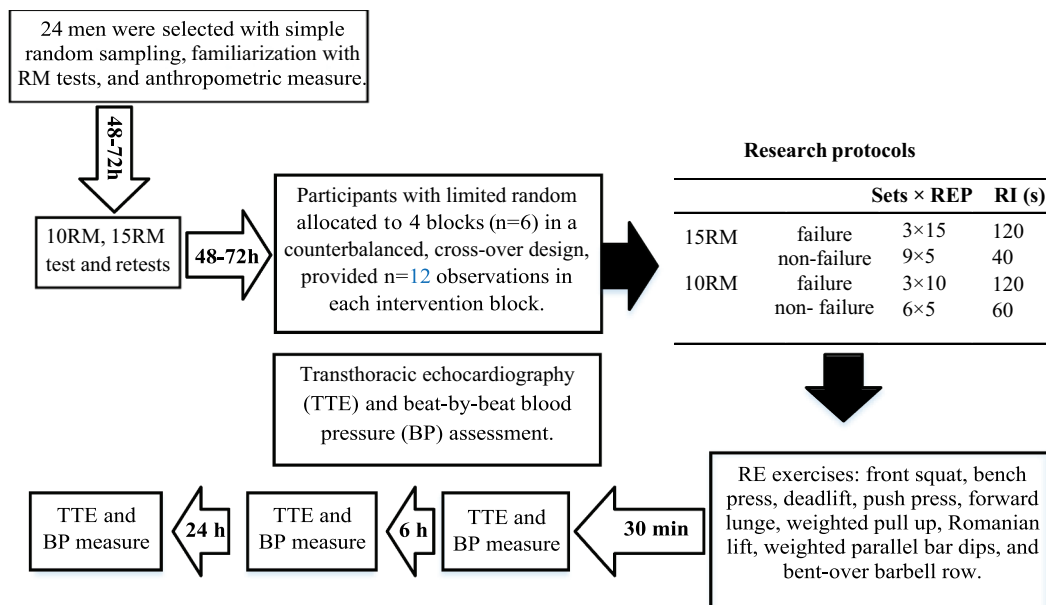 24 men were selected with simple
random sampling, familiarization with
RM tests, and anthropometric measure.
48-72h
10RM, 15RM
test and retests
48-72h
Participants with limited random
allocated to 4 blocks (n=6) in a
counterbalanced, cross-over design,
provided n=12 observations in
each intervention block.
Research protocols
Sets × REP RI (s)
15RM failure 3×15 120
non-failure 9×5 40
10RM failure 3×10 120
non- failure 6×5 60
Transthoracic echocardiography
(TTE) and beat-by-beat blood
pressure (BP) assessment.
RE exercises: front squat, bench
press, deadlift, push press, forward
lunge, weighted pull up, Romanian
lift, weighted parallel bar dips, and
bent-over barbell row.
30 min
TTE and
BP measure
6 h
TTE and
BP measure
24 h
TTE and
BP measure